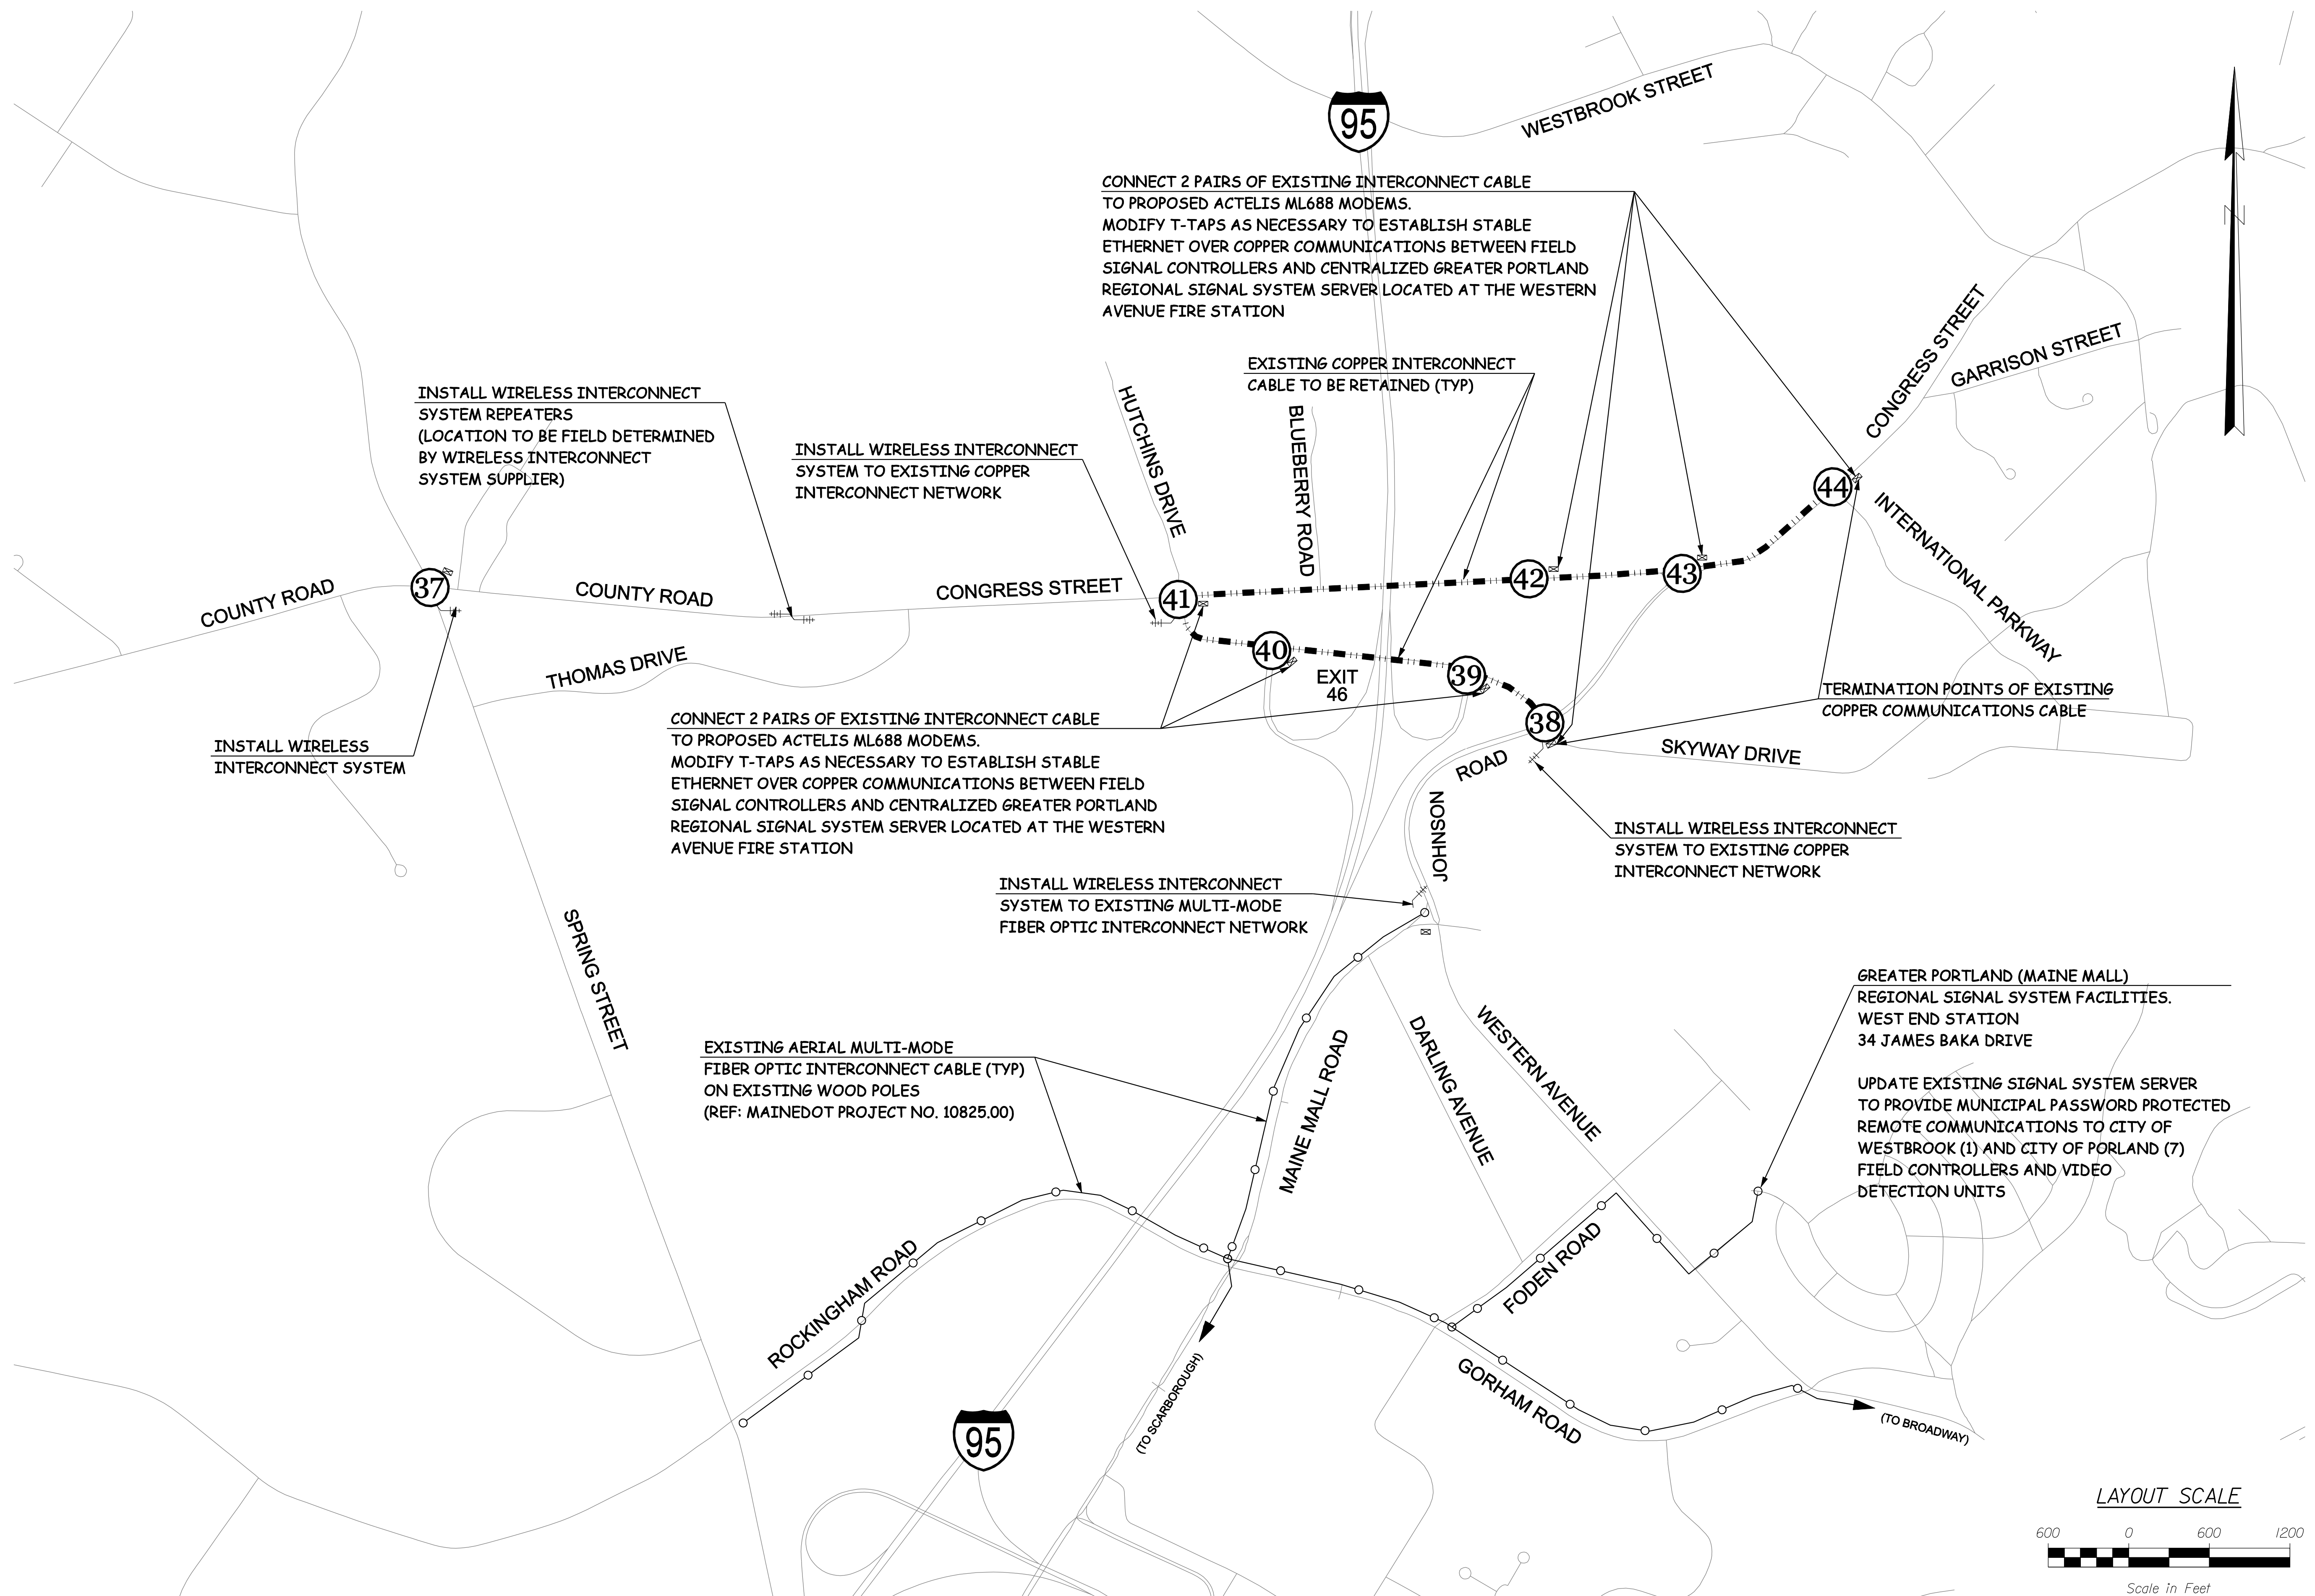 95
WESTBROOK STREET
CONNECT 2 PAIRS OF EXISTING INTERCONNECT CABLE
TO PROPOSED ACTELIS ML688 MODEMS.
MODIFY T-TAPS AS NECESSARY TO ESTABLISH STABLE
ETHERNET OVER COPPER COMMUNICATIONS BETWEEN FIELD
SIGNAL CONTROLLERS AND CENTRALIZED GREATER PORTLAND
REGIONAL SIGNAL SYSTEM SERVER LOCATED AT THE WESTERN
AVENUE FIRE STATION
N
CONGRESS STREET
GARRISON STREET
EXISTING COPPER INTERCONNECT
CABLE TO BE RETAINED (TYP)
INSTALL WIRELESS INTERCONNECT
SYSTEM REPEATERS
(LOCATION TO BE FIELD DETERMINED
BY WIRELESS INTERCONNECT
SYSTEM SUPPLIER)
INSTALL WIRELESS INTERCONNECT
SYSTEM TO EXISTING COPPER
INTERCONNECT NETWORK
HUTCHINS DRIVE
BLUEBERRY ROAD
44
INTERNATIONAL PARKWAY
37
COUNTY ROAD
COUNTY ROAD
CONGRESS STREET
41
42
43
THOMAS DRIVE
40
EXIT
46
39
38
TERMINATION POINTS OF EXISTING
COPPER COMMUNICATIONS CABLE
INSTALL WIRELESS
INTERCONNECT SYSTEM
CONNECT 2 PAIRS OF EXISTING INTERCONNECT CABLE
TO PROPOSED ACTELIS ML688 MODEMS.
MODIFY T-TAPS AS NECESSARY TO ESTABLISH STABLE
ETHERNET OVER COPPER COMMUNICATIONS BETWEEN FIELD
SIGNAL CONTROLLERS AND CENTRALIZED GREATER PORTLAND
REGIONAL SIGNAL SYSTEM SERVER LOCATED AT THE WESTERN
AVENUE FIRE STATION
SKYWAY DRIVE
JOHNSON
ROAD
INSTALL WIRELESS INTERCONNECT
SYSTEM TO EXISTING COPPER
INTERCONNECT NETWORK
INSTALL WIRELESS INTERCONNECT
SYSTEM TO EXISTING MULTI-MODE
FIBER OPTIC INTERCONNECT NETWORK
SPRING STREET
EXISTING AERIAL MULTI-MODE
FIBER OPTIC INTERCONNECT CABLE (TYP)
ON EXISTING WOOD POLES
(REF: MAINEDOT PROJECT NO. 10825.00)
MAINE MALL ROAD
DARLING AVENUE
WESTERN AVENUE
GREATER PORTLAND (MAINE MALL)
REGIONAL SIGNAL SYSTEM FACILITIES.
WEST END STATION
34 JAMES BAKA DRIVE
UPDATE EXISTING SIGNAL SYSTEM SERVER
TO PROVIDE MUNICIPAL PASSWORD PROTECTED
REMOTE COMMUNICATIONS TO CITY OF
WESTBROOK (1) AND CITY OF PORLAND (7)
FIELD CONTROLLERS AND VIDEO
DETECTION UNITS
ROCKINGHAM ROAD
FODEN ROAD
GORHAM ROAD
(TO SCARBOROUGH)
(TO BROADWAY)
95
LAYOUT SCALE
600 0 600 1200
Scale in Feet